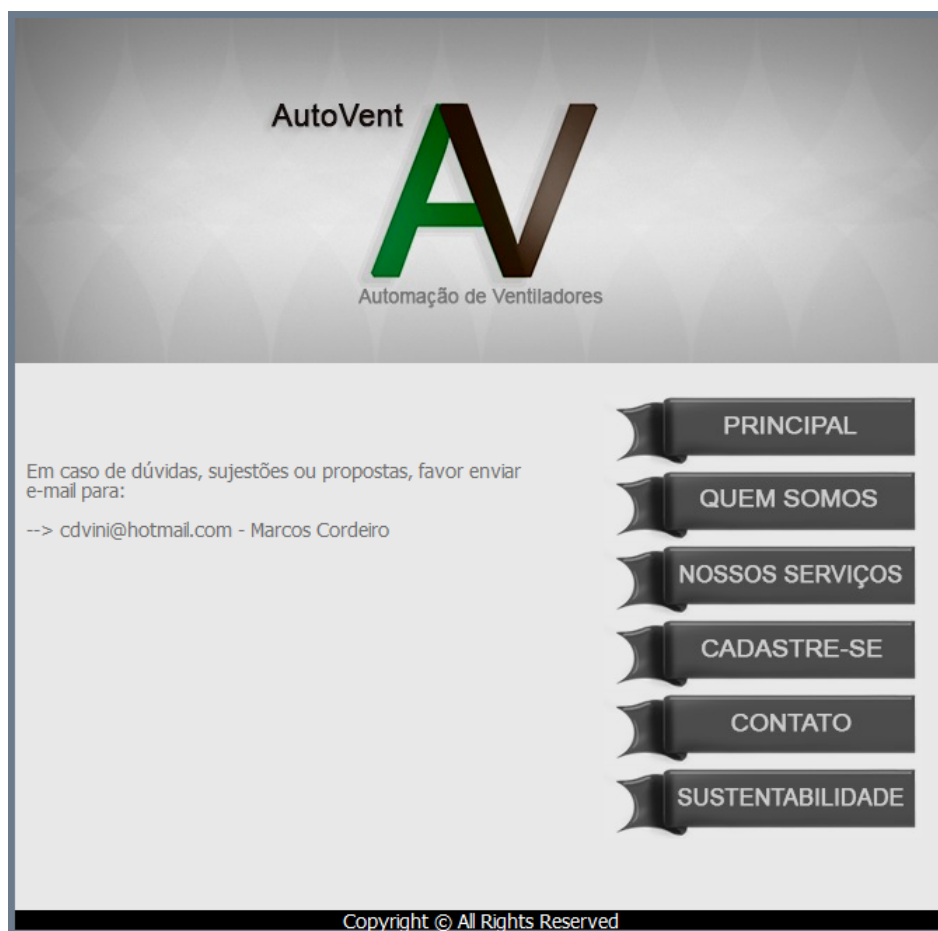 AutoVent
AV
Automação de Ventiladores
Em caso de dúvidas, sujestões ou propostas, favor enviar
e-mail para:
--> cdvini@hotmail.com - Marcos Cordeiro
PRINCIPAL
QUEM SOMOS
NOSSOS SERVIÇOS
CADASTRE-SE
CONTATO
SUSTENTABILIDADE
Copyright © All Rights Reserved